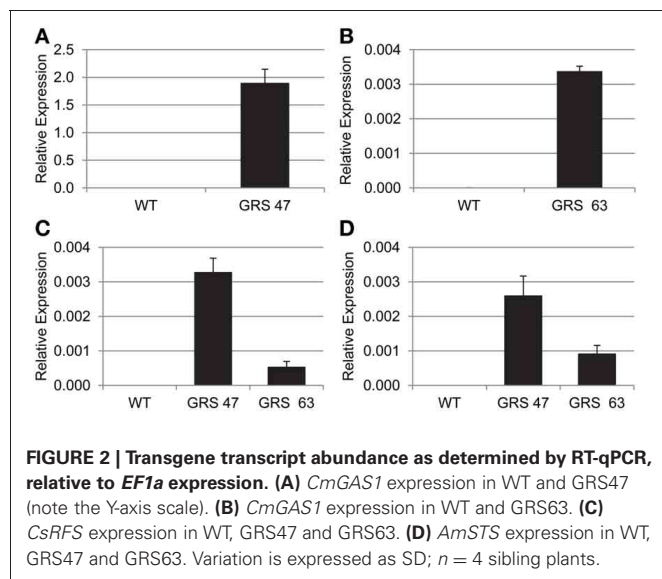 A
Relative Expression
2.5
2.0
1.5
1.0
0.5
0.0
WT
GRS 47
B
Relative Expression
0.004
0.003
0.002
0.001
0.000
WT
GRS 63
C
Relative Expression
0.004
0.003
0.002
0.001
0.000
WT
GRS 47
GRS 63
D
Relative Expression
0.004
0.003
0.002
0.001
0.000
WT
GRS 47
GRS 63
FIGURE 2 | Transgene transcript abundance as determined by RT-qPCR,
relative to EF1a expression. (A) CmGAS1 expression in WT and GRS47
(note the Y-axis scale). (B) CmGAS1 expression in WT and GRS63. (C)
CsRFS expression in WT, GRS47 and GRS63. (D) AmSTS expression in WT,
GRS47 and GRS63. Variation is expressed as SD; n = 4 sibling plants.